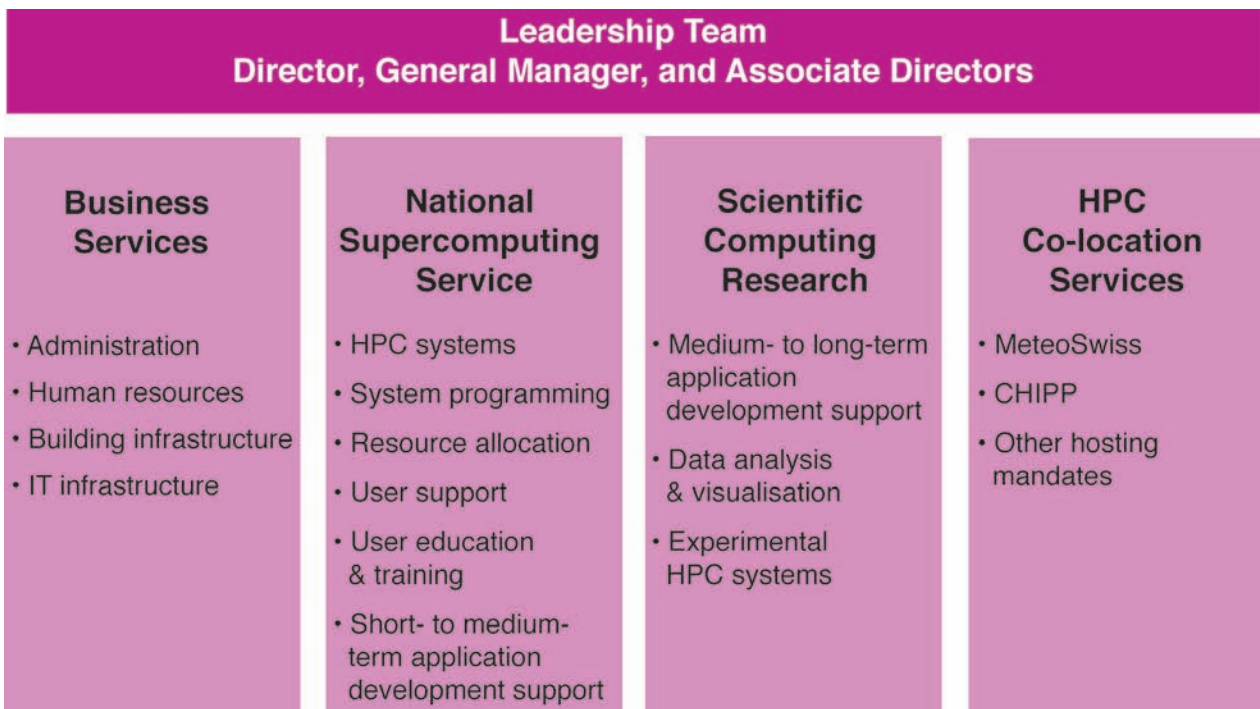 Leadership Team
Director, General Manager, and Associate Directors
Business
Services
• Administration
• Human resources
• Building infrastructure
• IT infrastructure
National
Supercomputing
Service
• HPC systems
• System programming
• Resource allocation
• User support
• User education
& training
• Short- to medium-
term application
development support
Scientific
Computing
Research
• Medium- to long-term
application
development support
• Data analysis
& visualisation
• Experimental
HPC systems
HPC
Co-location
Services
• MeteoSwiss
• CHIPP
• Other hosting
mandates